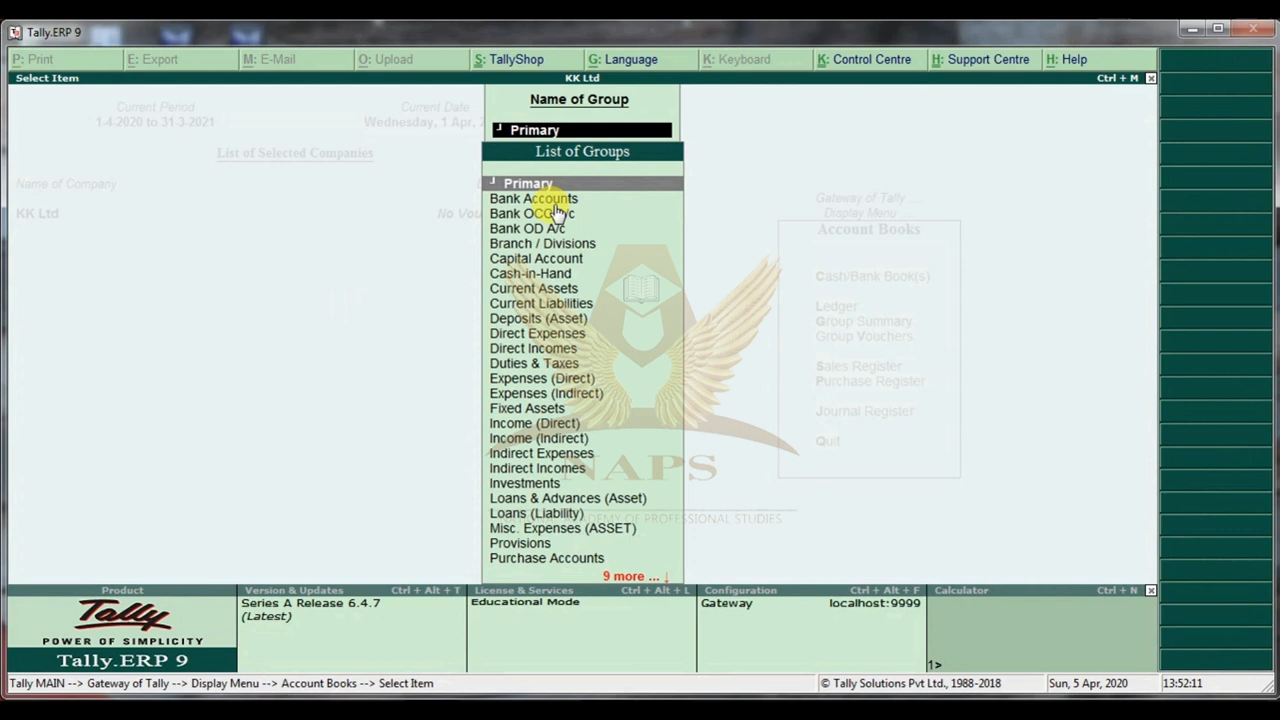 Tally.ERP 9
P: Print
E: Export
M: E-Mail
O: Upload
S: TallyShop
G: Language
K: Keyboard
K: Control Centre
H: Support Centre
H: Help
Select Item
KK Ltd
Ctrl + M
Current Period
1-4-2020 to 31-3-2021
Current Date
Wednesday, 1 Apr,
List of Selected Companies
Name of Company
KK Ltd
No Vou
Name of Group
Primary
List of Groups
Primary
Bank Accounts
Bank OCC A/c
Bank OD A/c
Branch / Divisions
Capital Account
Cash-in-Hand
Current Assets
Current Liabilities
Deposits (Asset)
Direct Expenses
Direct Incomes
Duties & Taxes
Expenses (Direct)
Expenses (Indirect)
Fixed Assets
Income (Direct)
Income (Indirect)
Indirect Expenses
Indirect Incomes
Investments
Loans & Advances (Asset)
Loans (Liability)
Misc. Expenses (ASSET)
Provisions
Purchase Accounts
9 more ... ↓
Gateway of Tally .....
Display Menu .....
Account Books
Cash/Bank Book(s)
Ledger
Group Summary
Group Vouchers
Sales Register
Purchase Register
Journal Register
Quit
NAPS
ACADEMY OF PROFESSIONAL STUDIES
Product
Tally
POWER OF SIMPLICITY
Tally.ERP 9
Version & Updates
Ctrl + Alt + T
Series A Release 6.4.7
(Latest)
License & Services
Ctrl + Alt + L
Educational Mode
Configuration
Ctrl + Alt + F
Gateway
localhost:9999
Calculator
Ctrl + N
1>
Tally MAIN --> Gateway of Tally --> Display Menu --> Account Books --> Select Item
© Tally Solutions Pvt Ltd., 1988-2018
Sun, 5 Apr, 2020
13:52:11